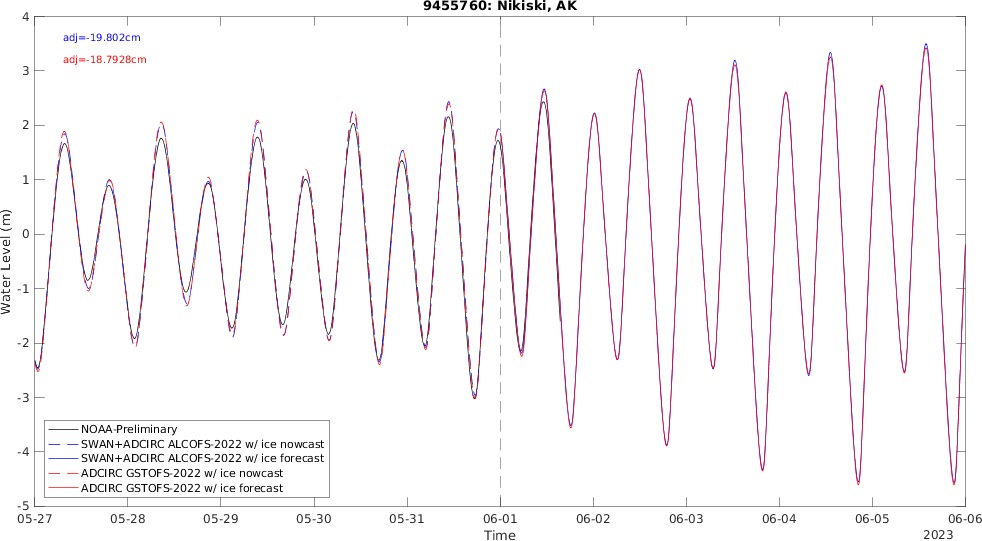 9455760: Nikiski, AK
adj=-19.802cm
adj=-18.7928cm
Water Level (m)
4
3
2
1
0
-1
-2
-3
-4
-5
NOAA-Preliminary
SWAN+ADCIRC ALCOFS-2022 w/ ice nowcast
SWAN+ADCIRC ALCOFS-2022 w/ ice forecast
ADCIRC GSTOFS-2022 w/ ice nowcast
ADCIRC GSTOFS-2022 w/ ice forecast
05-27 05-28 05-29 05-30 05-31 06-01 06-02 06-03 06-04 06-05 06-06
Time
2023